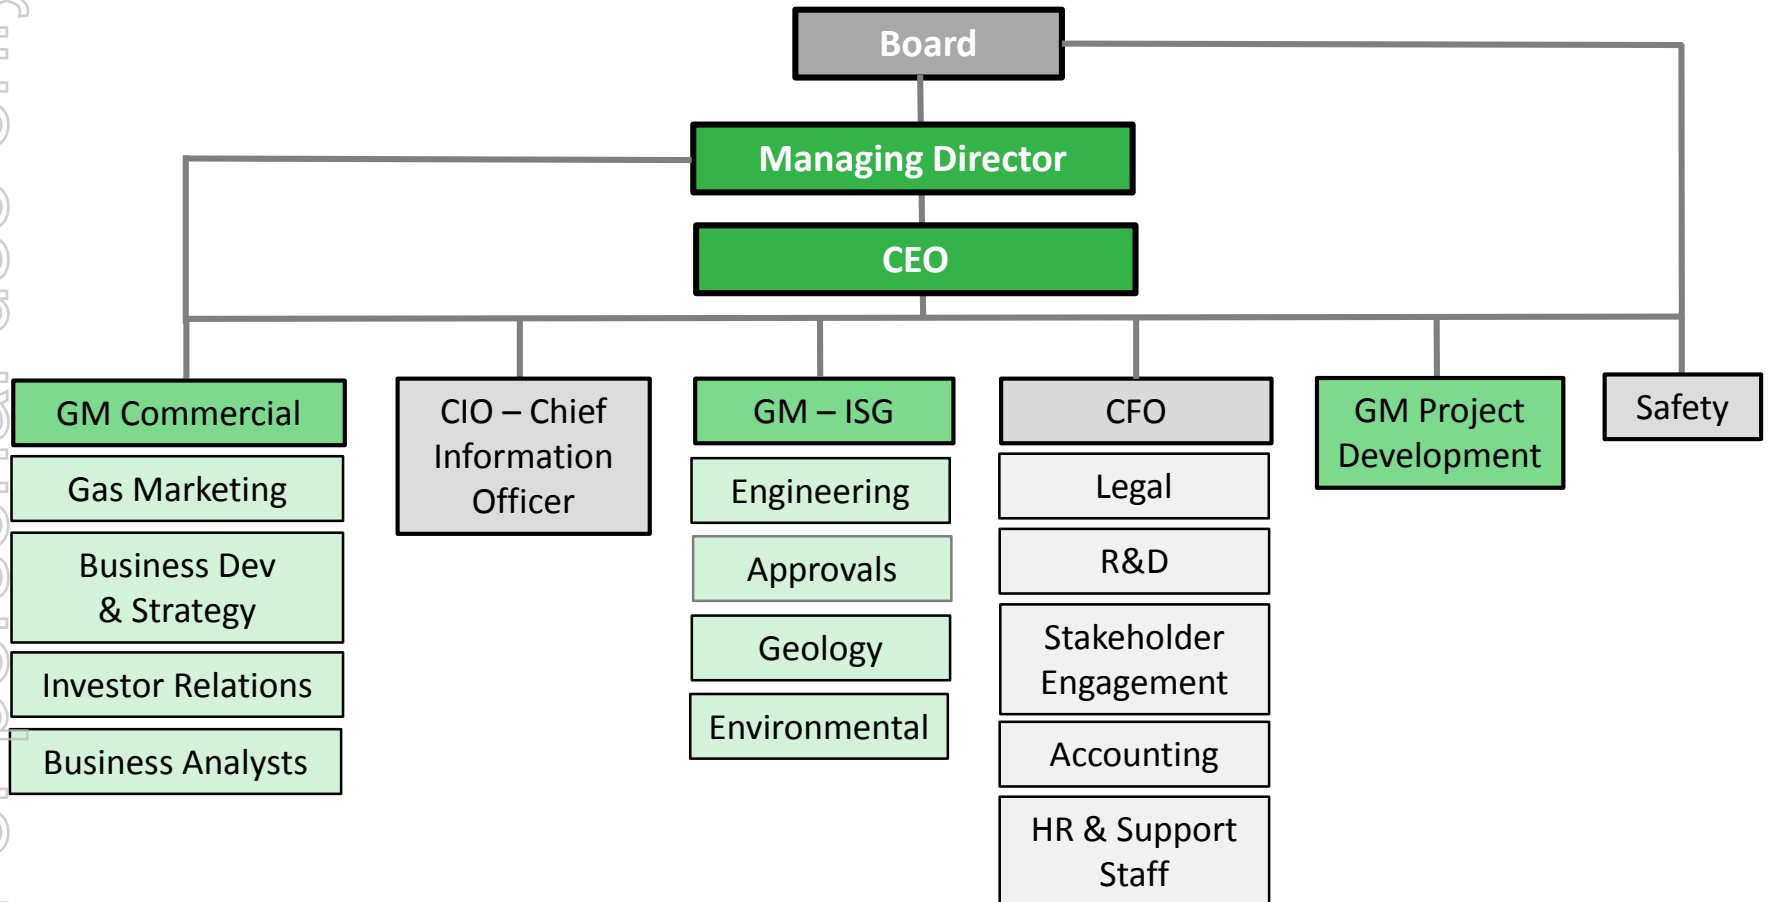 Board
Managing Director
CEO
GM Commercial
Gas Marketing
Business Dev
& Strategy
Investor Relations
Business Analysts
CIO – Chief
Information
Officer
GM – ISG
Engineering
Approvals
Geology
Environmental
CFO
Legal
R&D
Stakeholder
Engagement
Accounting
HR & Support
Staff
GM Project
Development
Safety